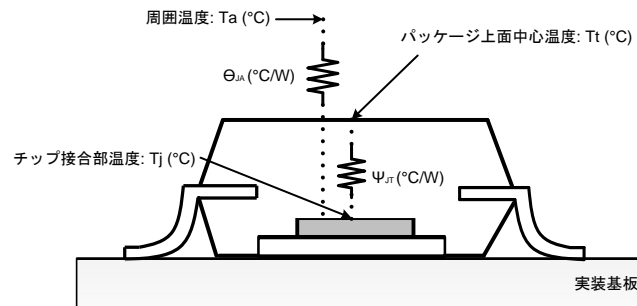 周囲温度: Ta (°C)
パッケージ上面中心温度: Tt (°C)
ΘJA (°C/W)
チップ接合部温度: Tj (°C)
ΨJT (°C/W)
実装基板